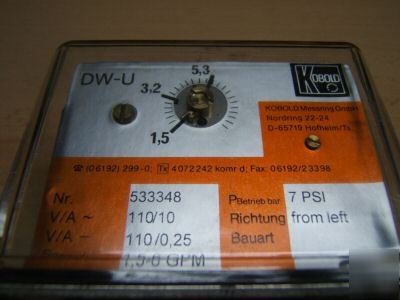 DW-U
5,3
3,2
1,5
KOBOLD
KOBOLD Messring GmbH
Nordring 22-24
D-65719 Hofheim/Ts.
☎ (06192) 299-0; Tx 4072242 komr d; Fax: 06192/23398
Nr. 533348
V/A ~ 110/10
V/A – 110/0,25
1,5-6 GPM
PBetrieb bar 7 PSI
Richtung from left
Bauart